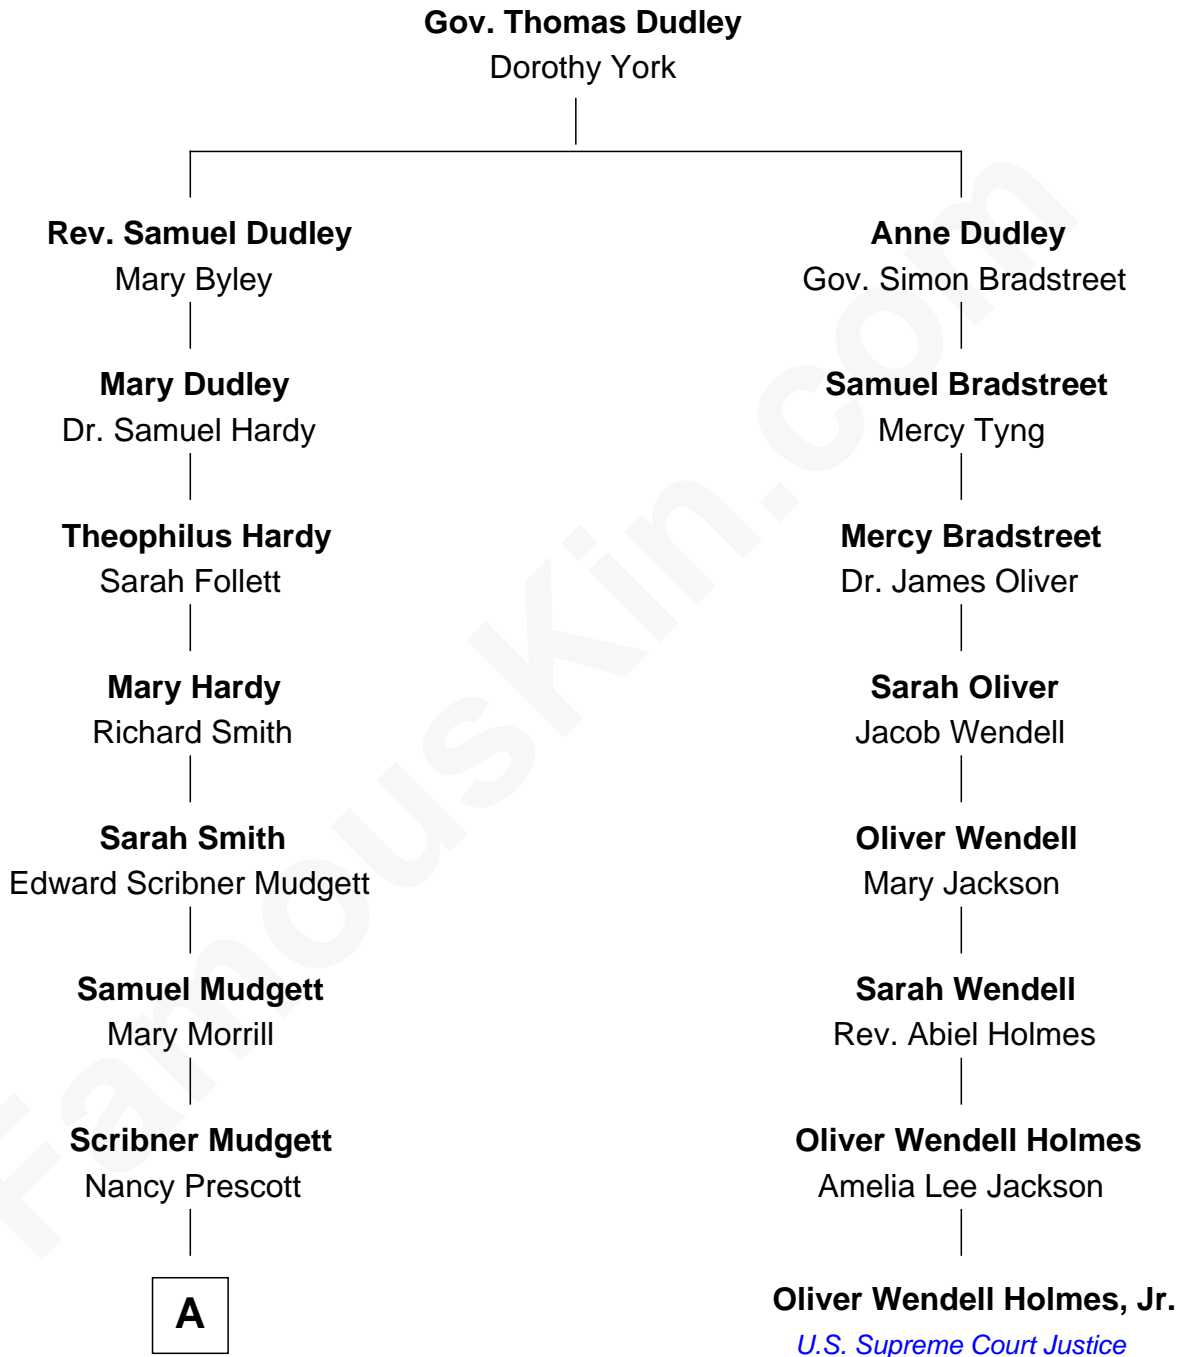 Gov. Thomas Dudley
Dorothy York
Rev. Samuel Dudley
Mary Byley
Anne Dudley
Gov. Simon Bradstreet
Mary Dudley
Dr. Samuel Hardy
Samuel Bradstreet
Mercy Tyng
Theophilus Hardy
Sarah Follett
Mercy Bradstreet
Dr. James Oliver
Mary Hardy
Richard Smith
Sarah Oliver
Jacob Wendell
Sarah Smith
Edward Scribner Mudgett
Oliver Wendell
Mary Jackson
Samuel Mudgett
Mary Morrill
Sarah Wendell
Rev. Abiel Holmes
Scribner Mudgett
Nancy Prescott
Oliver Wendell Holmes
Amelia Lee Jackson
A
Oliver Wendell Holmes, Jr.
U.S. Supreme Court Justice
FamousKin.com